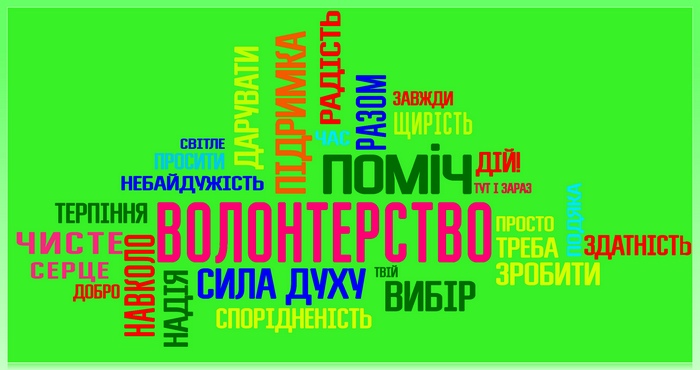 РАДІСТЬ
ПІДРИМКА
ДАРУВАТИ
РАЗОМ
ЗАВЖДИ
ЩИРІСТЬ
ЧАС
СВІТЛЕ
ПРОСИТИ
НЕБАЙДУЖІСТЬ
ПОМІЧ
ДІЙ!
ТУТ І ЗАРАЗ
ТЕРПІННЯ
ВОЛОНТЕРСТВО
ПРОСТО
ТРЕБА
ЗРОБИТИ
ПОДЯКА
ЗДАТНІСТЬ
ЧИСТЕ
СЕРЦЕ
ДОБРО
НАВКОЛО
НАДІЯ
СИЛА ДУХУ
ТВІЙ
ВИБІР
СПОРІДНЕНІСТЬ